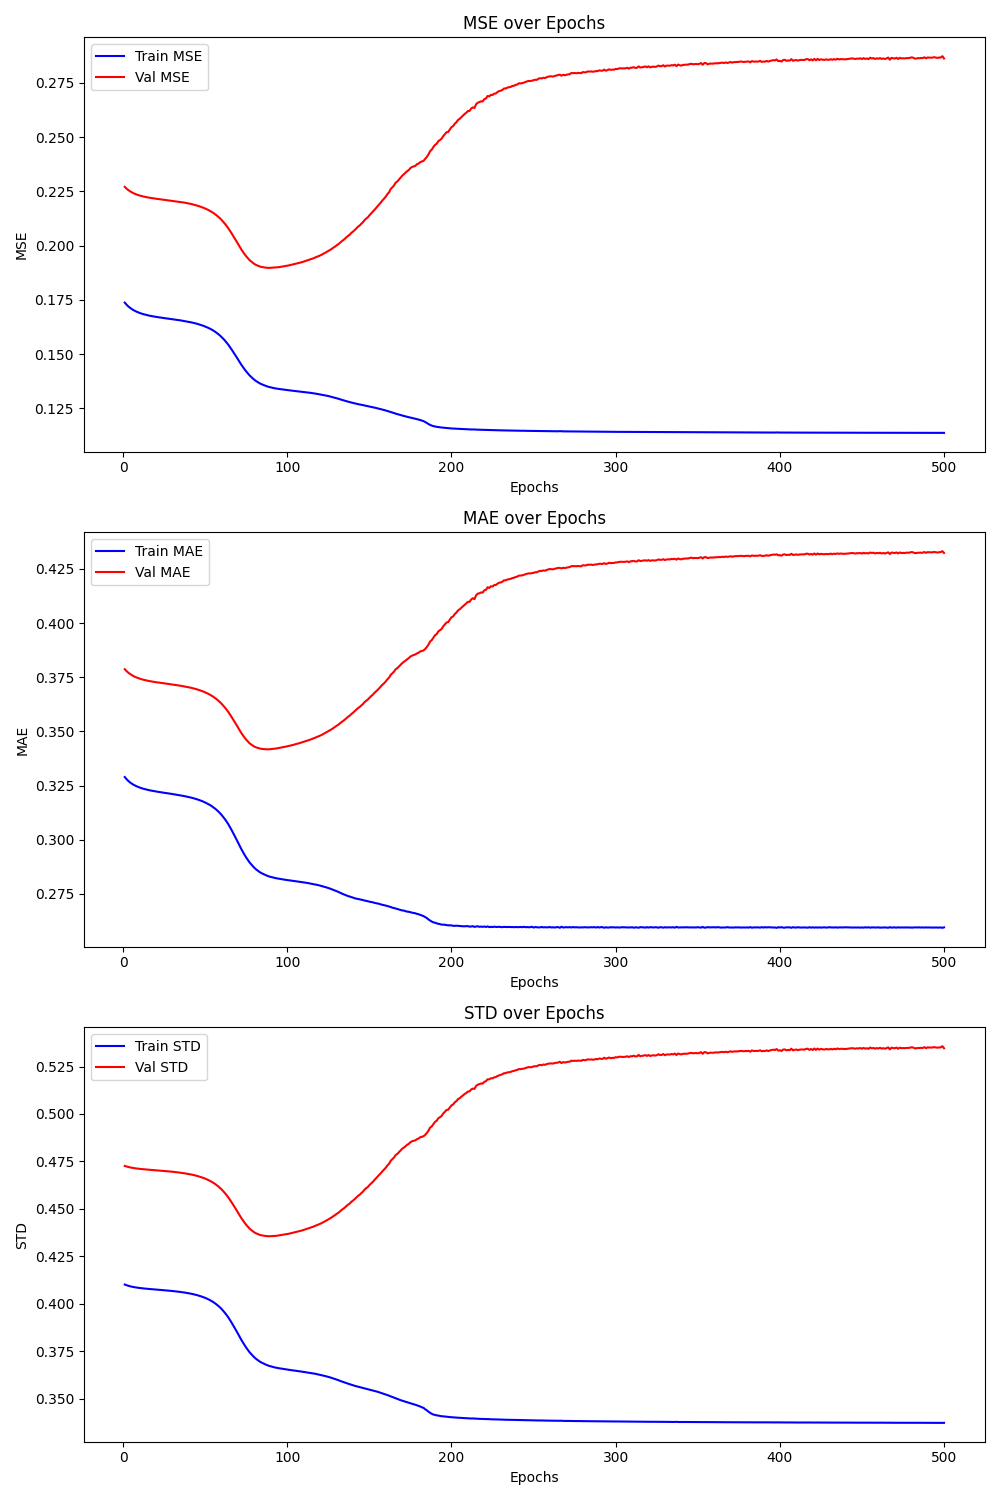 MSE over Epochs
Train MSE
Val MSE
0.275
0.250
0.225
0.200
0.175
0.150
0.125
MSE
0 100 200 300 400 500
Epochs
MAE over Epochs
Train MAE
Val MAE
0.425
0.400
0.375
0.350
0.325
0.300
0.275
MAE
0 100 200 300 400 500
Epochs
STD over Epochs
Train STD
Val STD
0.525
0.500
0.475
0.450
0.425
0.400
0.375
0.350
STD
0 100 200 300 400 500
Epochs